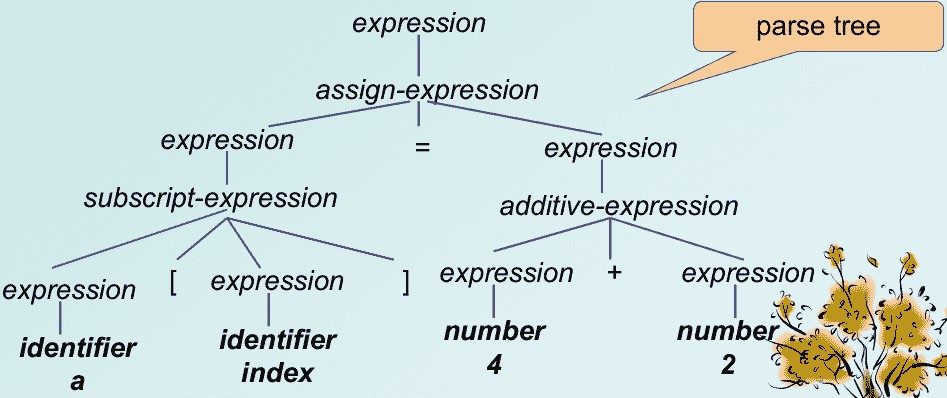 expression
parse tree
assign-expression
expression = expression
subscript-expression
additive-expression
expression [ expression ] expression + expression
identifier identifier number number
a index 4 2